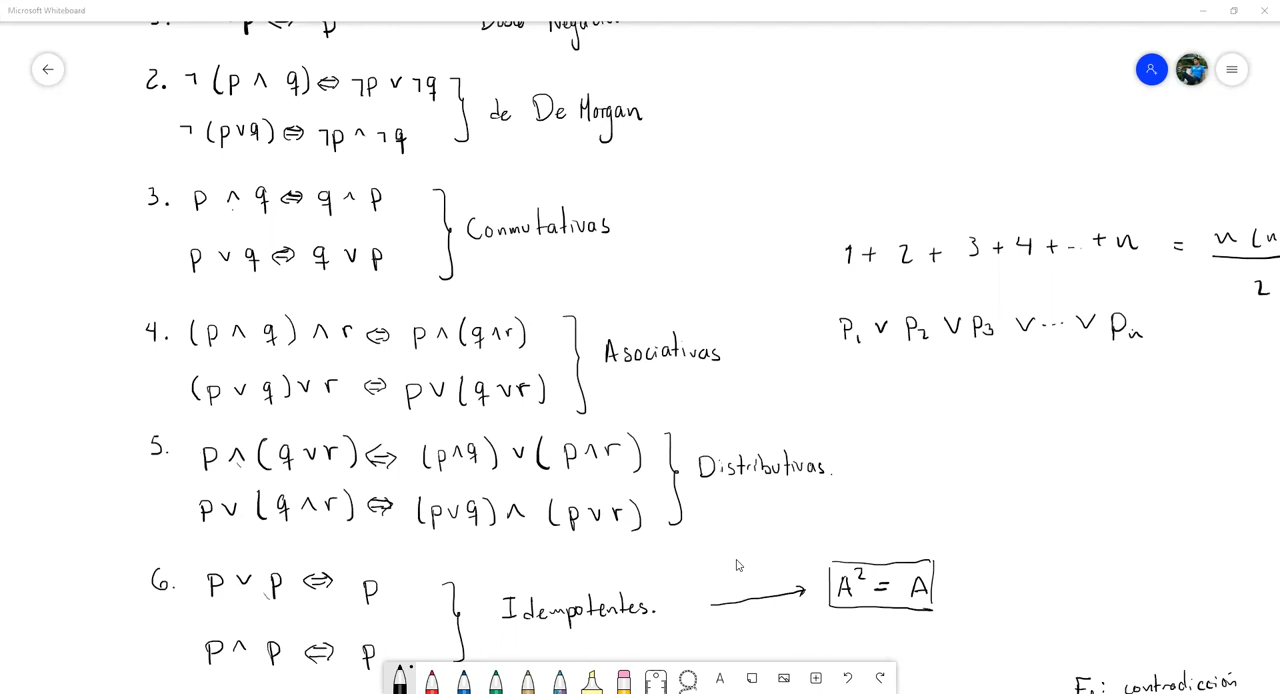 Microsoft Whiteboard
2. ¬ (p ∧ q) ⇔ ¬p ∨ ¬q
¬ (p ∨ q) ⇔ ¬p ∧ ¬q
de De Morgan
3. p ∧ q ⇔ q ∧ p
p ∨ q ⇔ q ∨ p
Conmutativas
1 + 2 + 3 + 4 + ... + n = n (n
2
P₁ ∨ P₂ ∨ P₃ ∨ ... ∨ Pₙ
4. (p ∧ q) ∧ r ⇔ p ∧ (q ∧ r)
(p ∨ q) ∨ r ⇔ p ∨ (q ∨ r)
Asociativas
5. p ∧ (q ∨ r) ⇔ (p ∧ q) ∨ (p ∧ r)
p ∨ (q ∧ r) ⇔ (p ∨ q) ∧ (p ∨ r)
Distributivas.
6. p ∨ p ⇔ p
p ∧ p ⇔ p
Idempotentes.
A² = A
A
F₀: contradicción